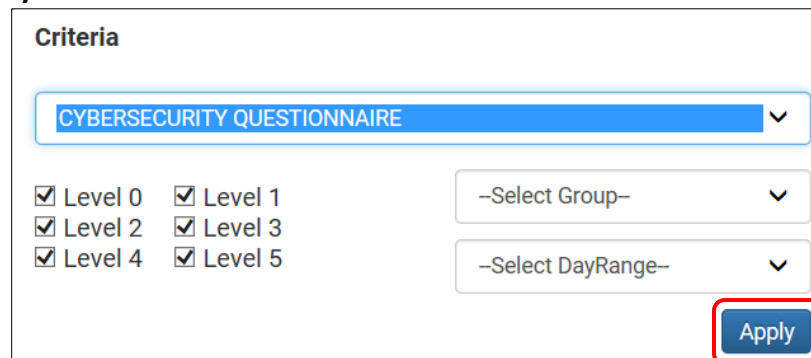 Criteria
CYBERSECURITY QUESTIONNAIRE
Level 0 Level 1
--Select Group--
Level 2 Level 3
Level 4 Level 5
--Select DayRange--
Apply